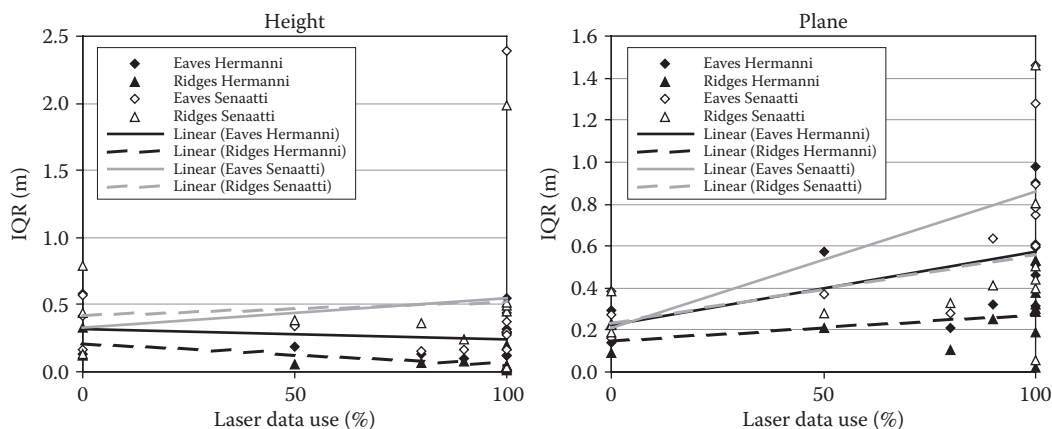 Height
2.5
2.0
1.5
1.0
0.5
0.0
IQR (m)
Eaves Hermanni
Ridges Hermanni
Eaves Senaatti
Ridges Senaatti
Linear (Eaves Hermanni)
Linear (Ridges Hermanni)
Linear (Eaves Senaatti)
Linear (Ridges Senaatti)
0
50
100
Laser data use (%)
Plane
1.6
1.4
1.2
1.0
0.8
0.6
0.4
0.2
0.0
IQR (m)
Eaves Hermanni
Ridges Hermanni
Eaves Senaatti
Ridges Senaatti
Linear (Eaves Hermanni)
Linear (Ridges Hermanni)
Linear (Eaves Senaatti)
Linear (Ridges Senaatti)
0
50
100
Laser data use (%)